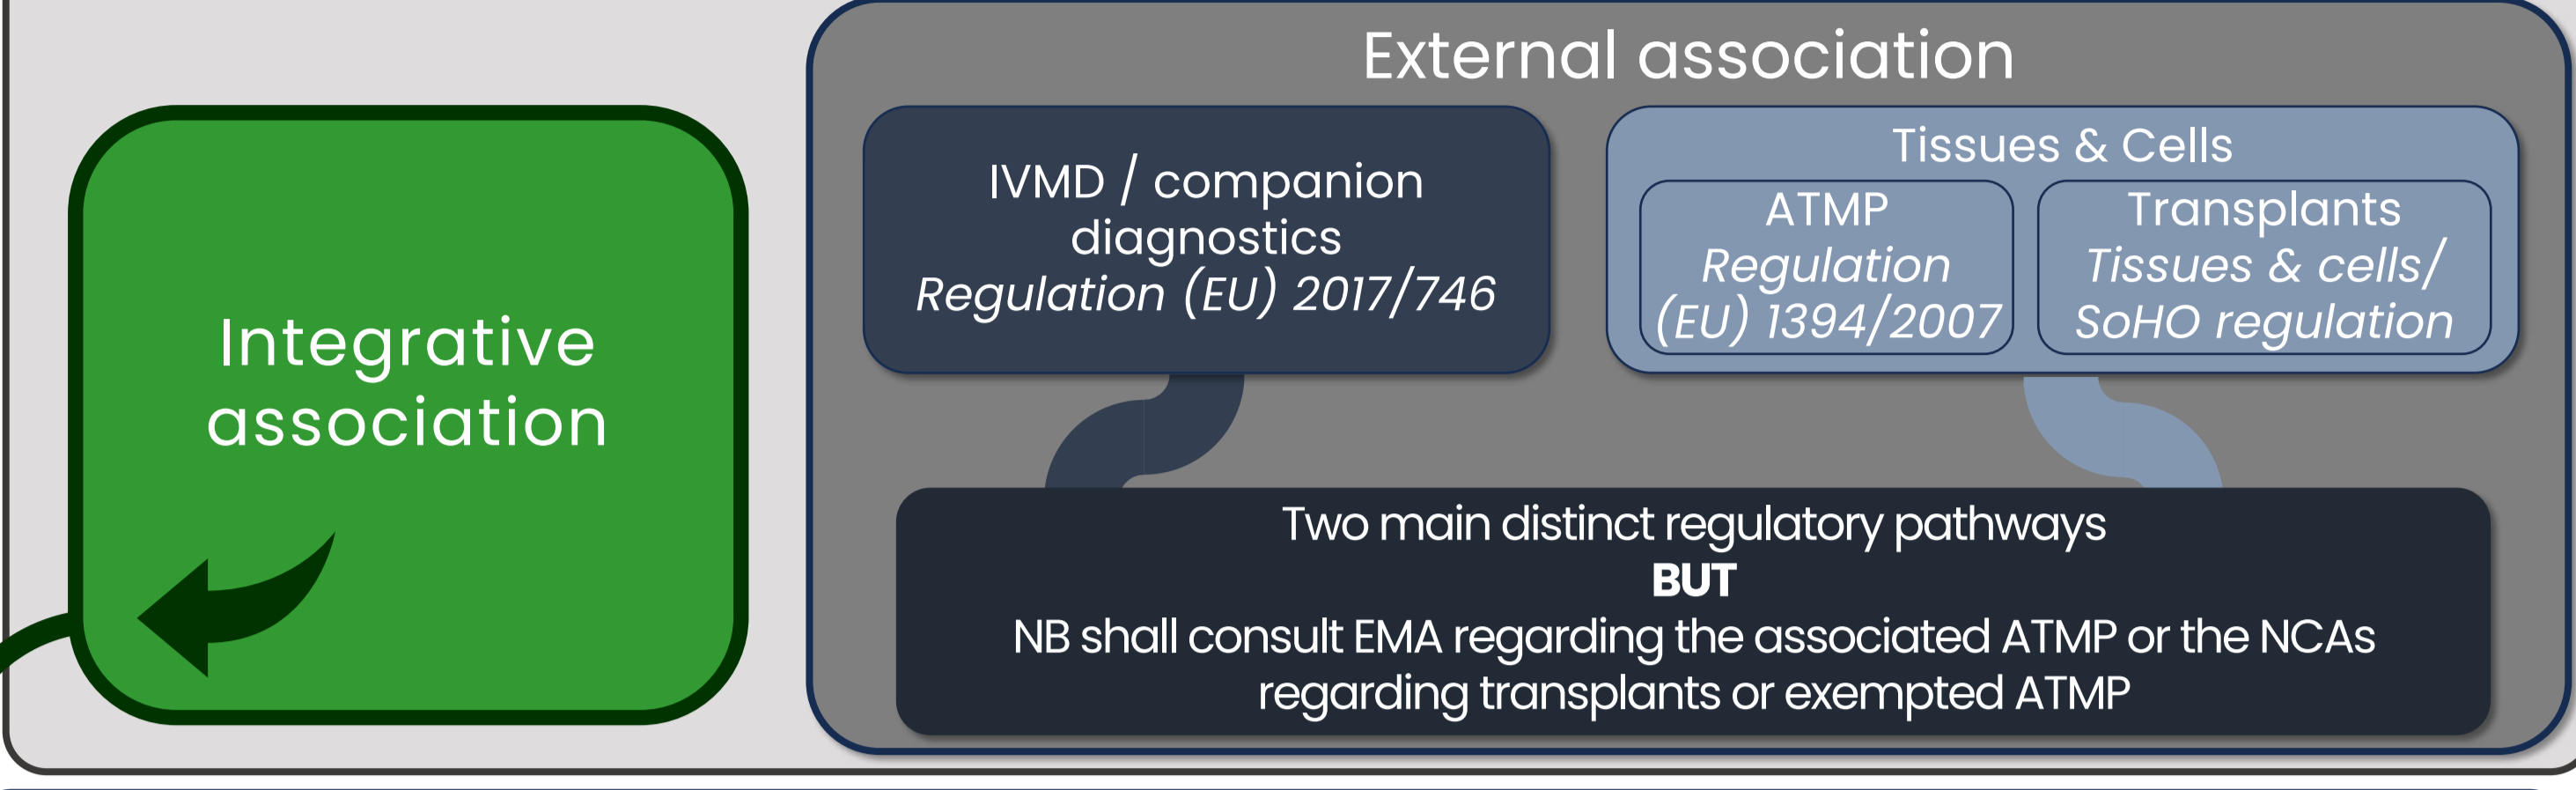 Integrative
association
External association
IVMD / companion
diagnostics
Regulation (EU) 2017/746
Tissues & Cells
ATMP
Regulation
(EU) 1394/2007
Transplants
Tissues & cells/
SoHO regulation
Two main distinct regulatory pathways
BUT
NB shall consult EMA regarding the associated ATMP or the NCAs
regarding transplants or exempted ATMP